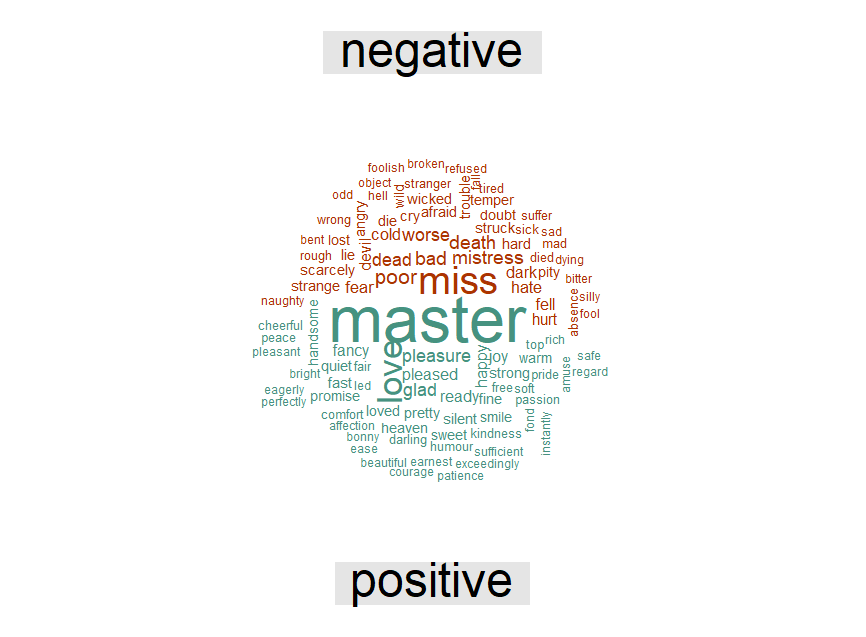 negative
foolish broken refused
object stranger fall tired
odd hell wild wicked trouble temper
wrong angry die cry afraid doubt suffer
bent lost devil cold worse struck sick sad
rough lie dead bad death hard mad
scarcely mistress died dying
strange fear poor miss dark pity bitter
naughty hate silly
fell absence fool
hurt
master
cheerful handsome
peace
pleasant fancy love pleasure happy joy top rich
quiet fair warm safe
bright pleased strong pride amuse regard
eagerly fast led glad free soft
perfectly promise ready fine passion
comfort loved pretty silent smile fond instantly
affection heaven
bonny darling sweet kindness
ease humour sufficient
beautiful earnest exceedingly
courage patience
positive